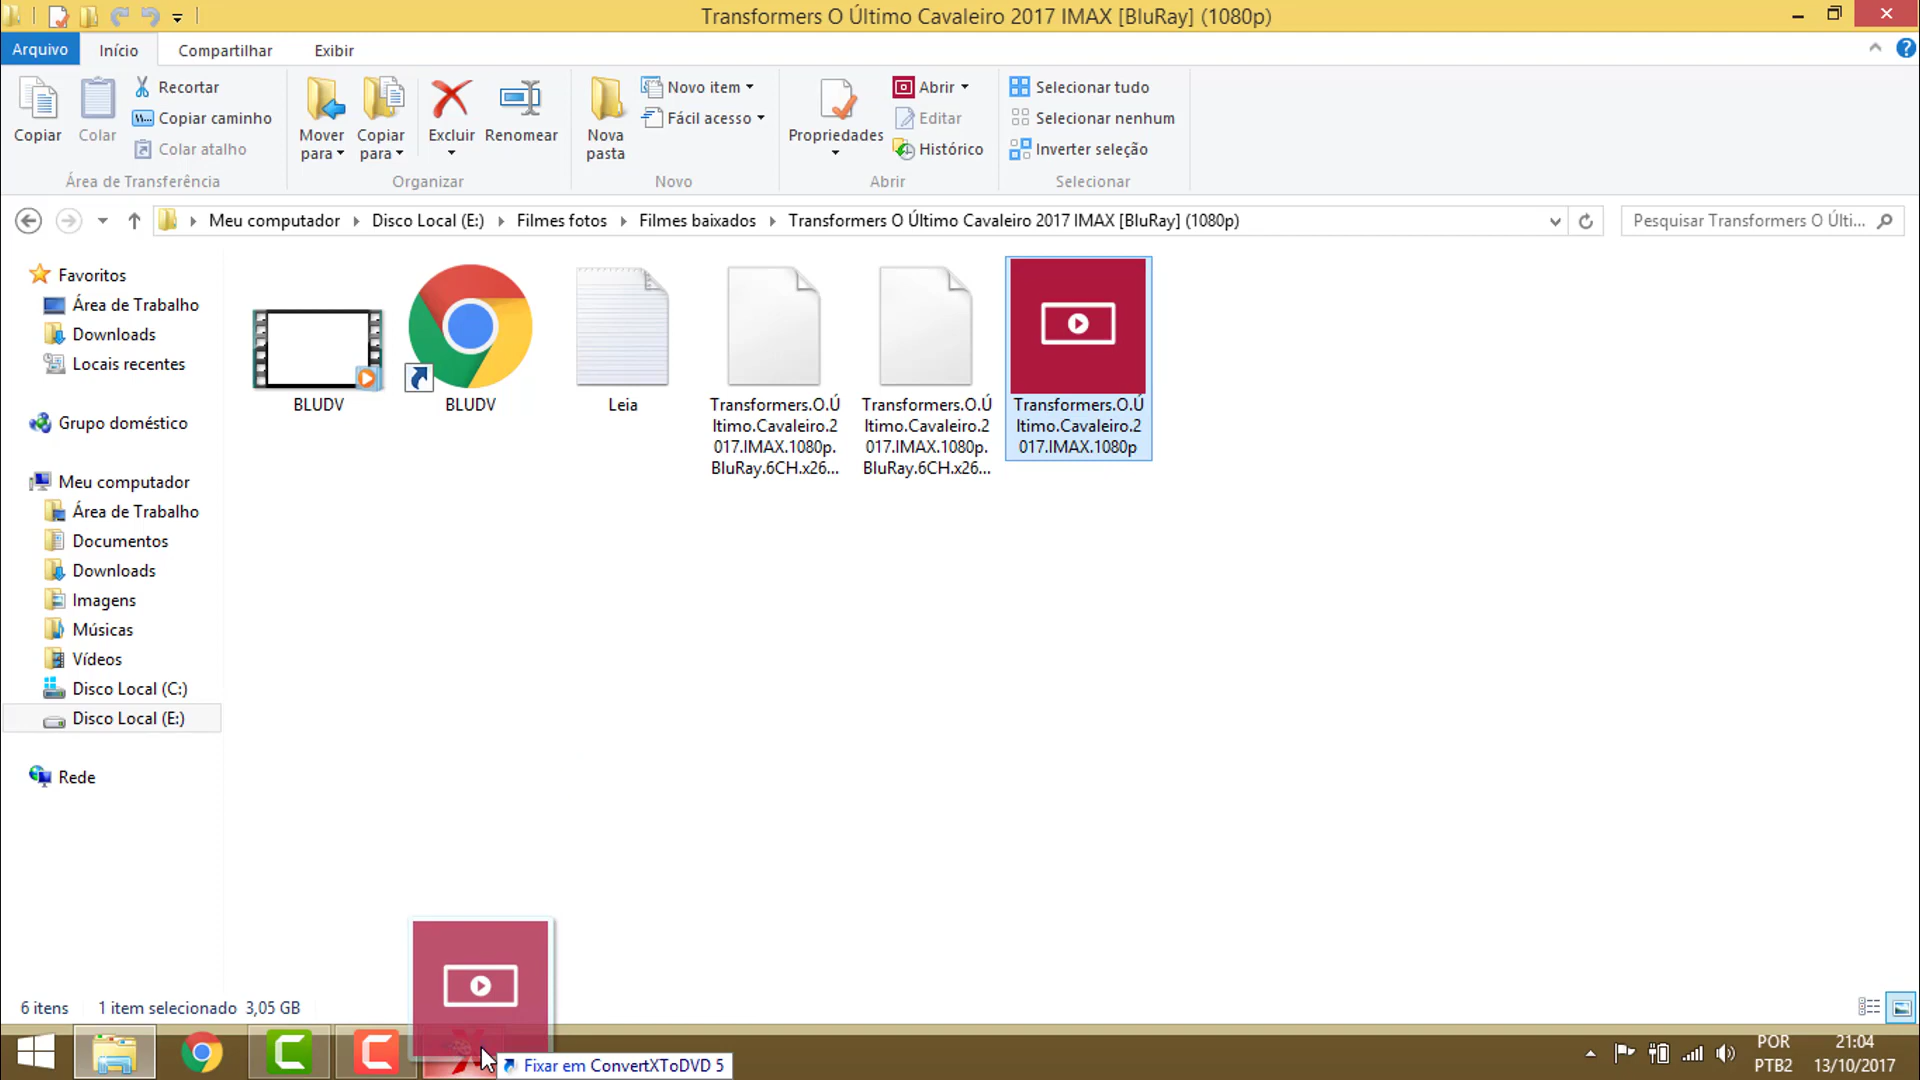 Transformers O Último Cavaleiro 2017 IMAX [BluRay] (1080p)
Arquivo
Início
Compartilhar
Exibir
Copiar
Colar
Recortar
Copiar caminho
Colar atalho
Área de Transferência
Mover para
Copiar para
Excluir
Renomear
Organizar
Nova pasta
Novo item
Fácil acesso
Novo
Propriedades
Abrir
Editar
Histórico
Abrir
Selecionar tudo
Selecionar nenhum
Inverter seleção
Selecionar
Meu computador
Disco Local (E:)
Filmes fotos
Filmes baixados
Transformers O Último Cavaleiro 2017 IMAX [BluRay] (1080p)
Pesquisar Transformers O Últi...
Favoritos
Área de Trabalho
Downloads
Locais recentes
Grupo doméstico
Meu computador
Área de Trabalho
Documentos
Downloads
Imagens
Músicas
Vídeos
Disco Local (C:)
Disco Local (E:)
Rede
BLUDV
BLUDV
Leia
Transformers.O.Ú
ltimo.Cavaleiro.2
017.IMAX.1080p.
BluRay.6CH.x26...
Transformers.O.Ú
ltimo.Cavaleiro.2
017.IMAX.1080p.
BluRay.6CH.x26...
Transformers.O.Ú
ltimo.Cavaleiro.2
017.IMAX.1080p
6 itens
1 item selecionado 3,05 GB
Fixar em ConvertXToDVD 5
POR
PTB2
21:04
13/10/2017